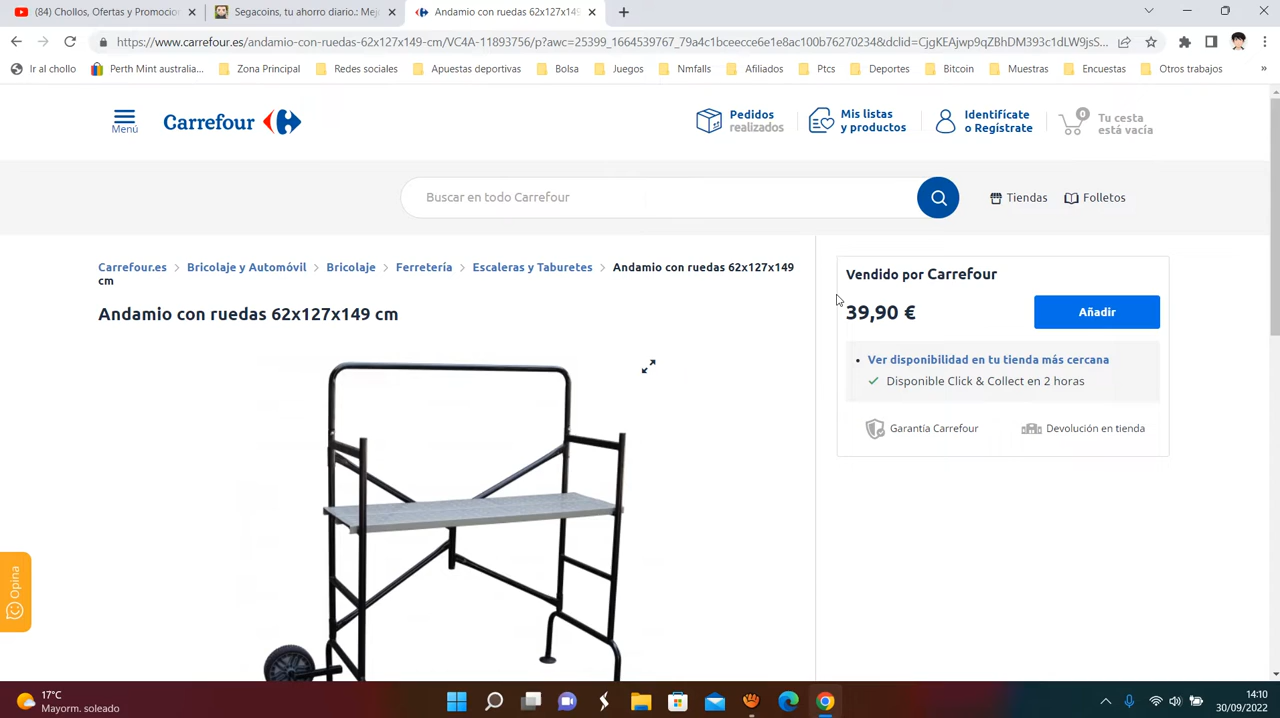 (84) Chollos, Ofertas y Promocion
Segacoins, tu ahorro diario.: Mej
Andamio con ruedas 62x127x149
https://www.carrefour.es/andamio-con-ruedas-62x127x149-cm/VC4A-11893756/p?awc=25399_1664539767_79a4c1bceecce6e1e8ac100b76270234&dclid=CjgKEAjwp9qZBhDM393c1dLW9jsS...
Ir al chollo
Perth Mint australia...
Zona Principal
Redes sociales
Apuestas deportivas
Bolsa
Juegos
Nmfalls
Afiliados
Ptcs
Deportes
Bitcoin
Muestras
Encuestas
Otros trabajos
»
Menú
Carrefour
Pedidos
realizados
Mis listas
y productos
Identifícate
o Regístrate
0
Tu cesta
está vacía
Buscar en todo Carrefour
Tiendas
Folletos
Carrefour.es > Bricolaje y Automóvil > Bricolaje > Ferretería > Escaleras y Taburetes > Andamio con ruedas 62x127x149
cm
Andamio con ruedas 62x127x149 cm
Vendido por Carrefour
39,90 €
Añadir
• Ver disponibilidad en tu tienda más cercana
Disponible Click & Collect en 2 horas
Garantía Carrefour
Devolución en tienda
Opina
17°C
Mayorm. soleado
14:10
30/09/2022